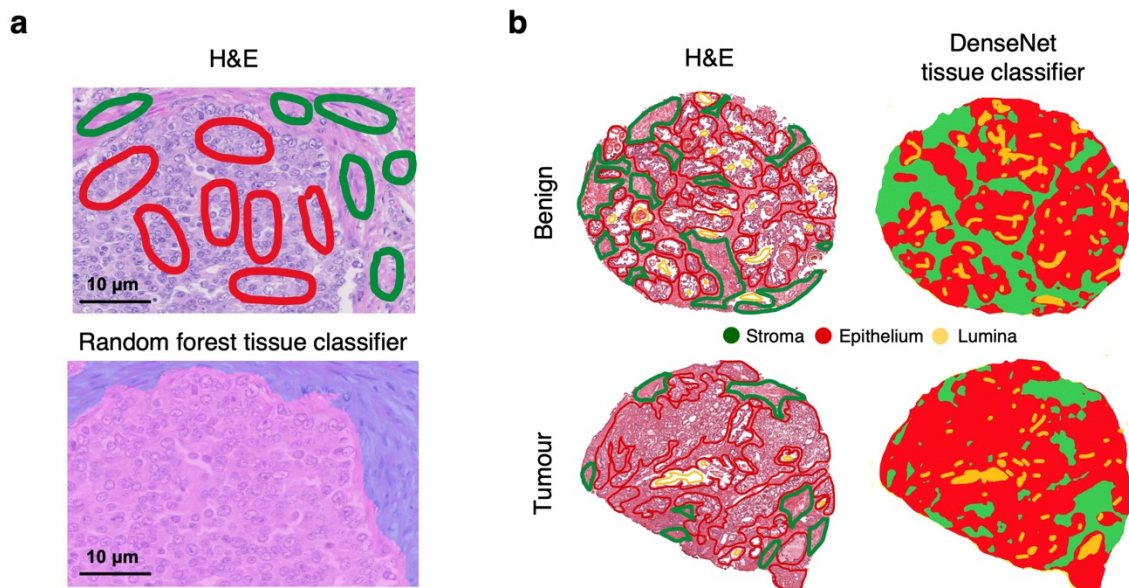 a
H&E
10 µm
Random forest tissue classifier
10 µm
b
H&E
DenseNet
tissue classifier
Benign
Stroma
Epithelium
Lumina
Tumour